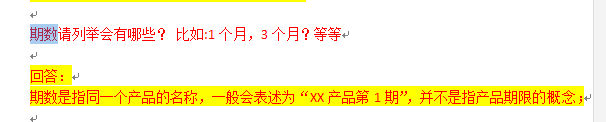 期数请列举会有哪些？ 比如:1 个月，3 个月？等等
回答：
期数是指同一个产品的名称，一般会表述为“XX 产品第 1 期”，并不是指产品期限的概念；